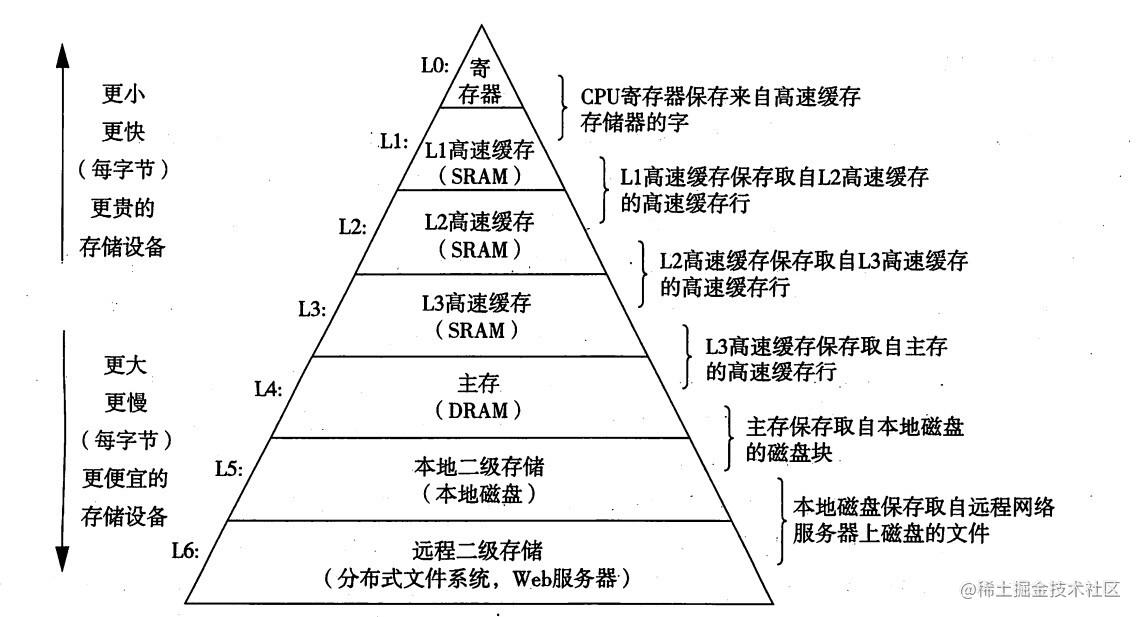 更小
更快
（每字节）
更贵的
存储设备
更大
更慢
（每字节）
更便宜的
存储设备
L0:
寄
存器
L1:
L1高速缓存
（SRAM）
L2:
L2高速缓存
（SRAM）
L3:
L3高速缓存
（SRAM）
L4:
主存
（DRAM）
L5:
本地二级存储
（本地磁盘）
L6:
远程二级存储
（分布式文件系统，Web服务器）
CPU寄存器保存来自高速缓存
存储器的字
L1高速缓存保存取自L2高速缓存
的高速缓存行
L2高速缓存保存取自L3高速缓存
的高速缓存行
L3高速缓存保存取自主存
的高速缓存行
主存保存取自本地磁盘
的磁盘块
本地磁盘保存取自远程网络
服务器上磁盘的文件
@稀土掘金技术社区